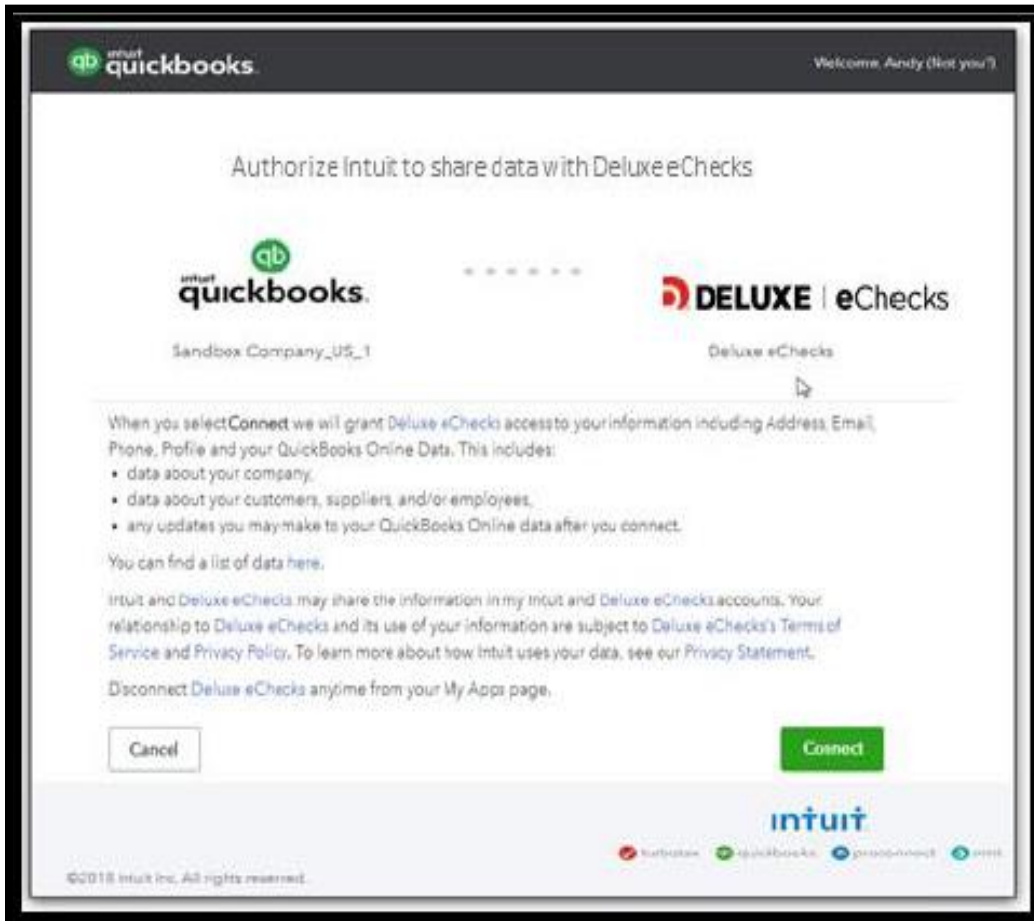 qb intuit quickbooks.
Welcome, Andy (Not you?)
Authorize Intuit to share data with Deluxe eChecks
qb
intuit quickbooks.
DELUXE | eChecks
Sandbox Company_US_1
Deluxe eChecks
When you select Connect we will grant Deluxe eChecks access to your information including Address, Email,
Phone, Profile and your QuickBooks Online Data. This includes:
• data about your company,
• data about your customers, suppliers, and/or employees,
• any updates you may make to your QuickBooks Online data after you connect.
You can find a list of data here.
Intuit and Deluxe eChecks may share the information in my Intuit and Deluxe eChecks accounts. Your
relationship to Deluxe eChecks and its use of your information are subject to Deluxe eChecks's Terms of
Service and Privacy Policy. To learn more about how Intuit uses your data, see our Privacy Statement.
Disconnect Deluxe eChecks anytime from your My Apps page.
Cancel
Connect
intuit
turbotax quickbooks proconnect mint
©2018 Intuit Inc. All rights reserved.